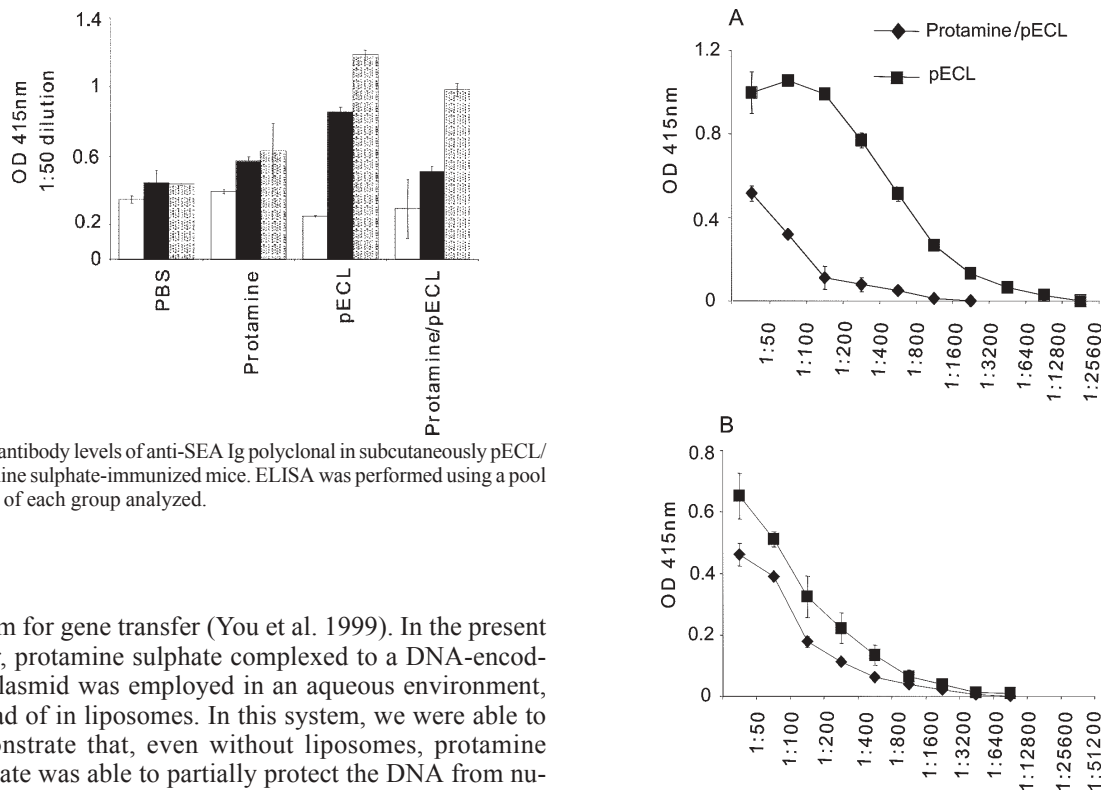 1.4
1
0.6
0.2
0
OD 415nm
1:50 dilution
PBS
Protamine
pECL
Protamine/pECL
antibody levels of anti-SEA Ig polyclonal in subcutaneously pECL/
ine sulphate-immunized mice. ELISA was performed using a pool
of each group analyzed.
m for gene transfer (You et al. 1999). In the present
, protamine sulphate complexed to a DNA-encod-
lasmid was employed in an aqueous environment,
ad of in liposomes. In this system, we were able to
onstrate that, even without liposomes, protamine
ate was able to partially protect the DNA from nu-
A
Protamine/pECL
pECL
1.2
0.8
0.4
0
OD 415nm
1:50
1:100
1:200
1:400
1:800
1:1600
1:3200
1:6400
1:12800
1:25600
B
0.8
0.6
0.4
0.2
0
OD 415nm
1:50
1:100
1:200
1:400
1:800
1:1600
1:3200
1:6400
1:12800
1:25600
1:51200